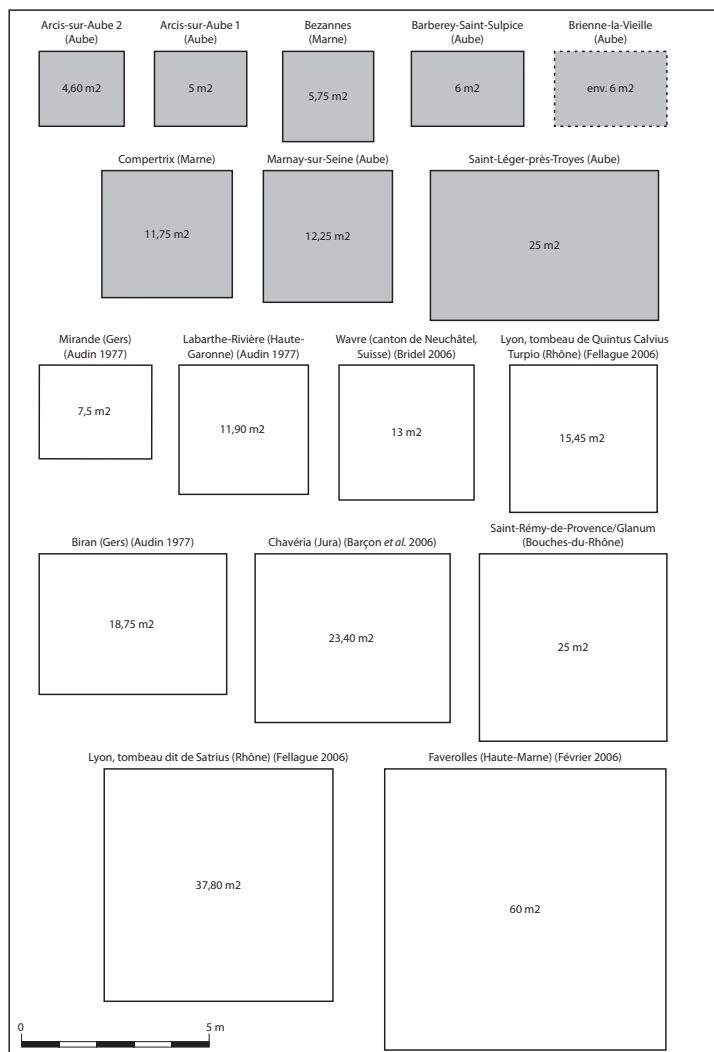 Arcis-sur-Aube 2
(Aube)
4,60 m2
Arcis-sur-Aube 1
(Aube)
5 m2
Bezannes
(Marne)
5,75 m2
Barberey-Saint-Sulpice
(Aube)
6 m2
Brienne-la-Vieille
(Aube)
env. 6 m2
Compertrix (Marne)
11,75 m2
Marnay-sur-Seine (Aube)
12,25 m2
Saint-Léger-près-Troyes (Aube)
25 m2
Mirande (Gers)
(Audin 1977)
7,5 m2
Labarthe-Rivière (Haute-
Garonne) (Audin 1977)
11,90 m2
Wavre (canton de Neuchâtel,
Suisse) (Bridel 2006)
13 m2
Lyon, tombeau de Quintus Calvius
Turpio (Rhône) (Fellague 2006)
15,45 m2
Biran (Gers) (Audin 1977)
18,75 m2
Chavéria (Jura) (Barçon et al. 2006)
23,40 m2
Saint-Rémy-de-Provence/Glanum
(Bouches-du-Rhône)
25 m2
Lyon, tombeau dit de Satrius (Rhône) (Fellague 2006)
37,80 m2
Faverolles (Haute-Marne) (Février 2006)
60 m2
0 5 m